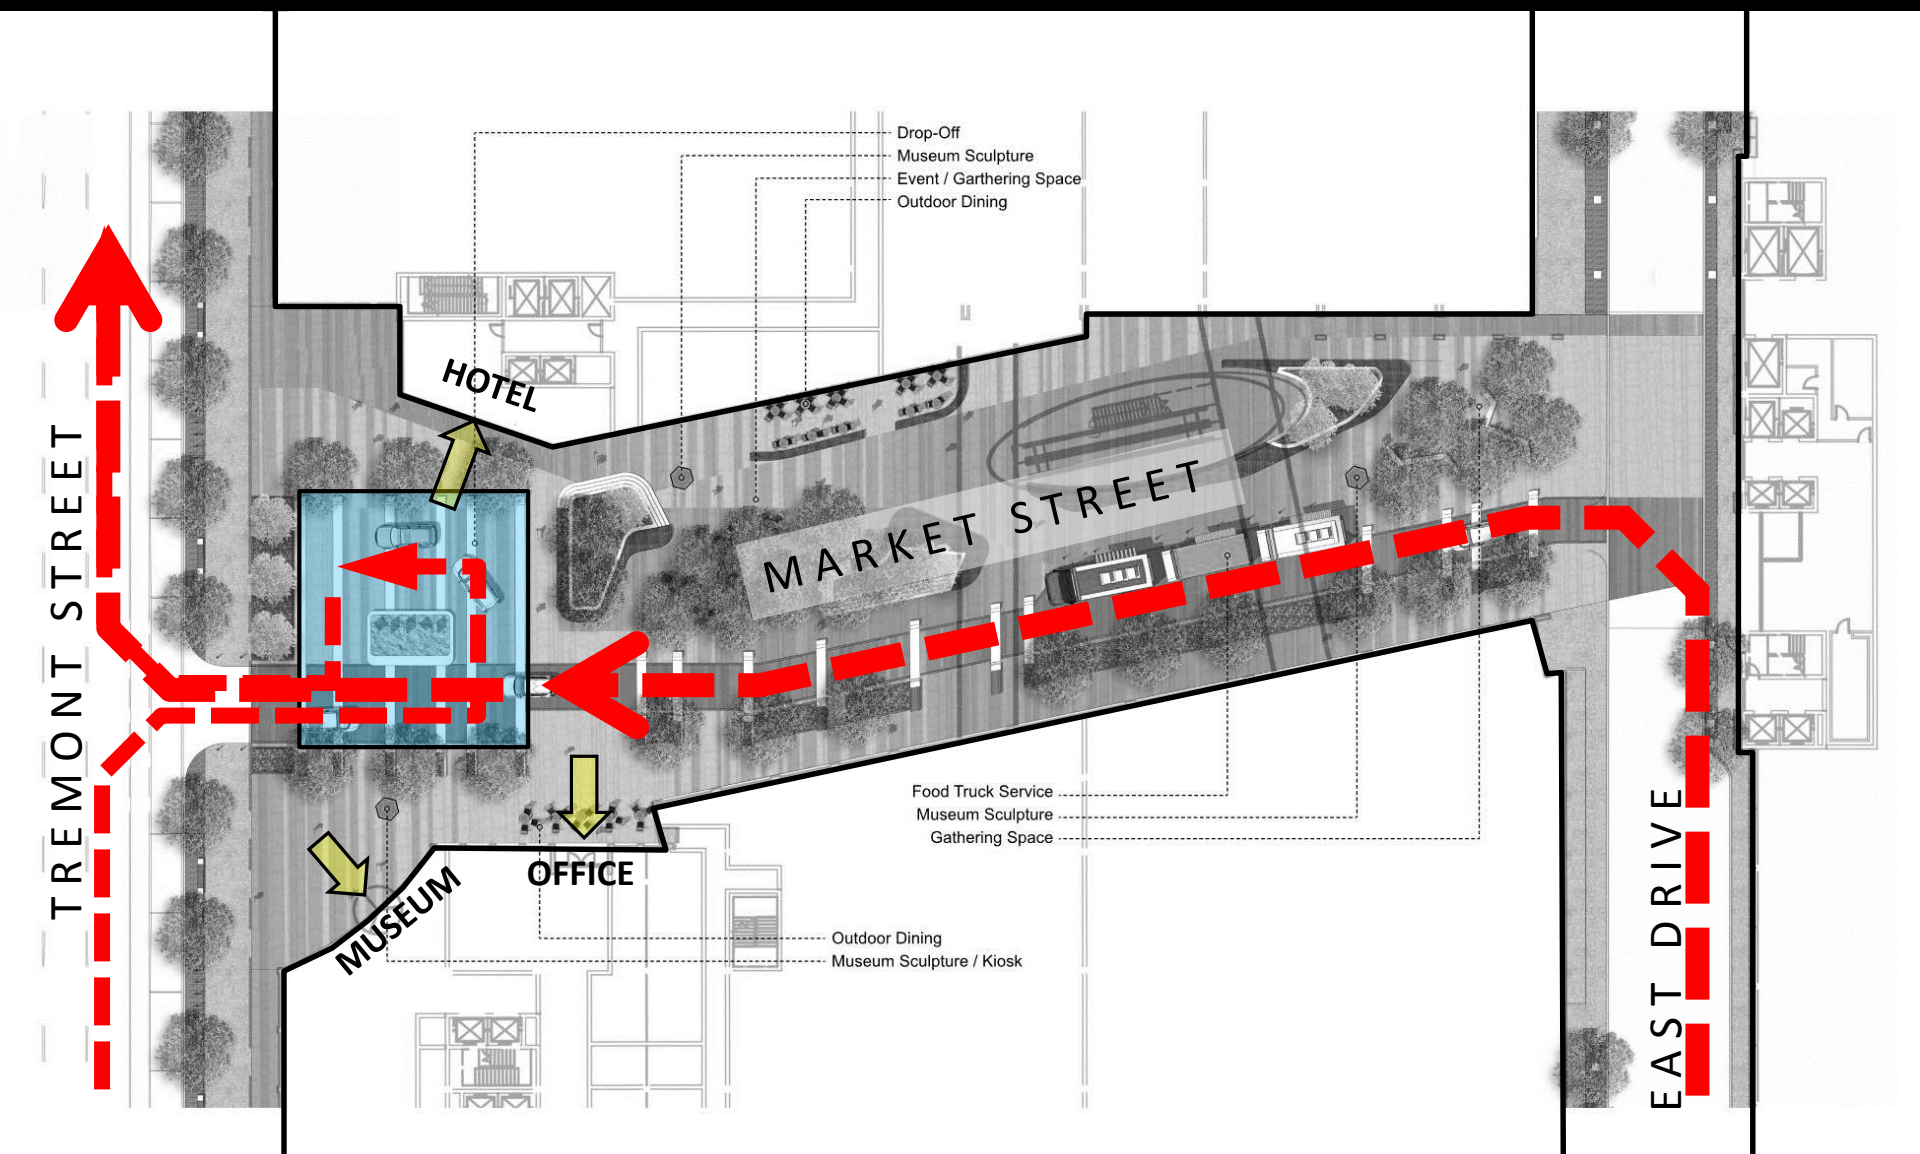 Drop-Off
Museum Sculpture
Event / Garthering Space
Outdoor Dining
HOTEL
MARKET STREET
TREMONT STREET
Food Truck Service
Museum Sculpture
Gathering Space
EAST DRIVE
OFFICE
MUSEUM
Outdoor Dining
Museum Sculpture / Kiosk